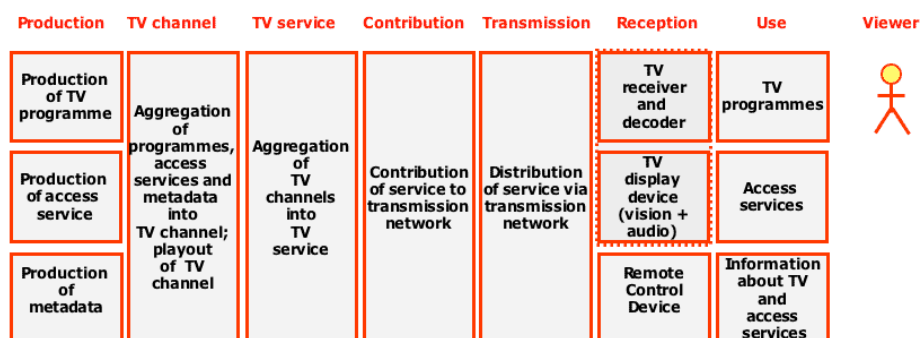 Production
TV channel
TV service
Contribution
Transmission
Reception
Use
Viewer
Production
of TV
programme
Production
of access
service
Production
of
metadata
Aggregation
of
programmes,
access
services and
metadata
into
TV channel;
playout
of TV
channel
Aggregation
of
TV
channels
into
TV
service
Contribution
of service to
transmission
network
Distribution
of service via
transmission
network
TV
receiver
and
decoder
TV
display
device
(vision +
audio)
Remote
Control
Device
TV
programmes
Access
services
Information
about TV
and
access
services